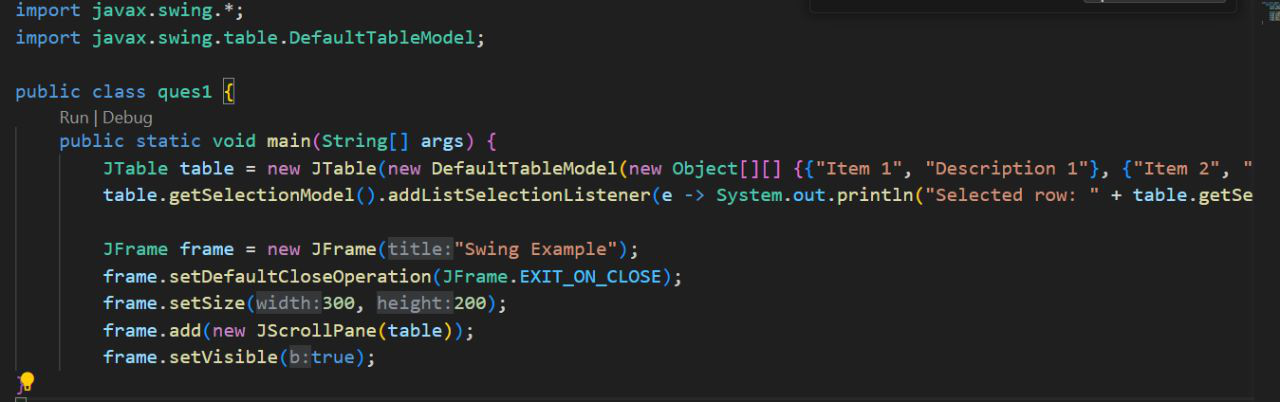 import javax.swing.*;
import javax.swing.table.DefaultTableModel;
public class ques1 {
Run | Debug
public static void main(String[] args) {
JTable table = new JTable(new DefaultTableModel(new Object[][] {{"Item 1", "Description 1"}, {"Item 2", "
table.getSelectionModel().addListSelectionListener(e -> System.out.println("Selected row: " + table.getSe
JFrame frame = new JFrame(title:"Swing Example");
frame.setDefaultCloseOperation(JFrame.EXIT_ON_CLOSE);
frame.setSize(width:300, height:200);
frame.add(new JScrollPane(table));
frame.setVisible(b:true);
}